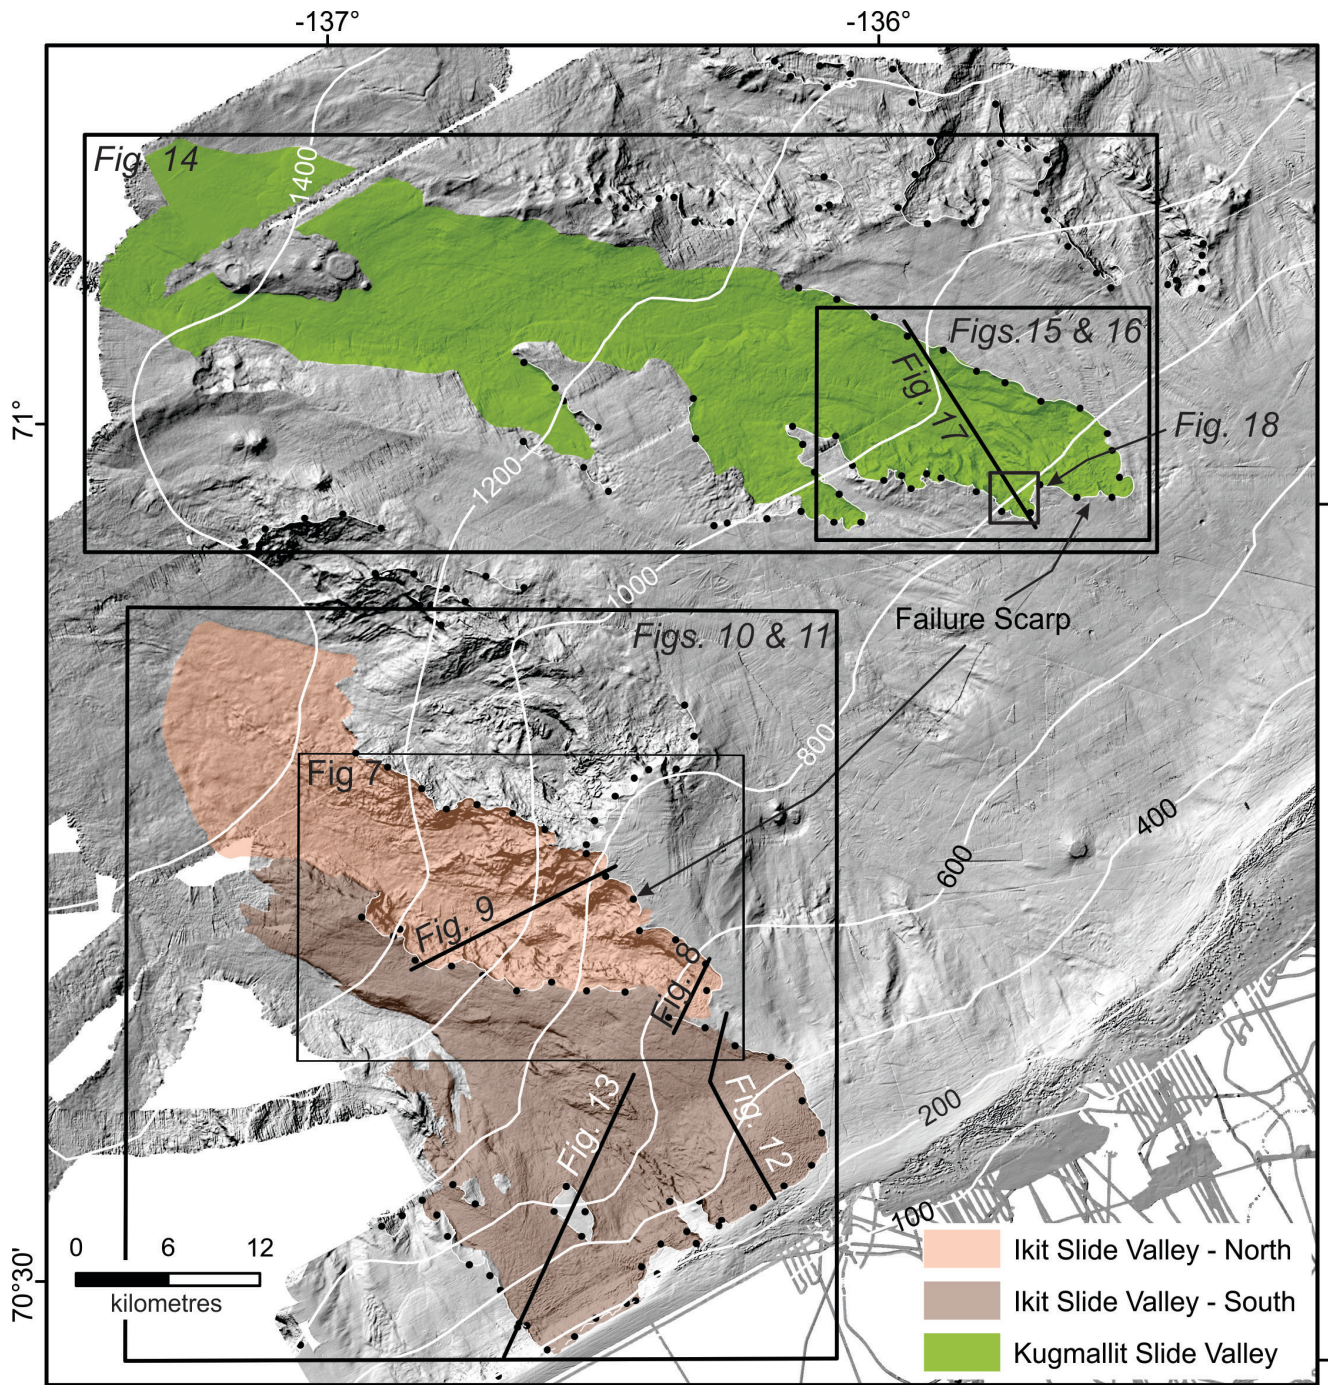 -137°
-136°
Fig. 14
1400
Figs.15 & 16
Fig. 17
71°
Fig. 18
1200
1000
Failure Scarp
Figs. 10 & 11
800
Fig 7
400
600
Fig. 9
Fig. 8
Fig. 13
Fig. 12
200
100
70°30'
0 6 12
kilometres
Ikit Slide Valley - North
Ikit Slide Valley - South
Kugmallit Slide Valley